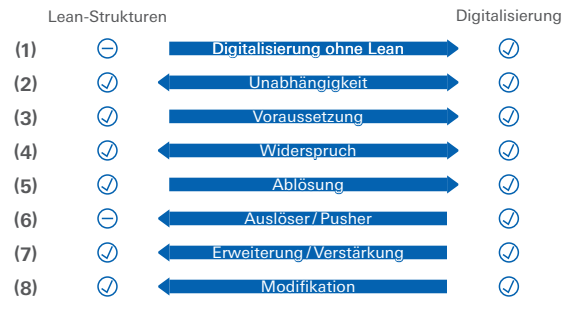 Lean-Strukturen Digitalisierung
(1) Digitalisierung ohne Lean
(2) Unabhängigkeit
(3) Voraussetzung
(4) Widerspruch
(5) Ablösung
(6) Auslöser/Pusher
(7) Erweiterung/Verstärkung
(8) Modifikation